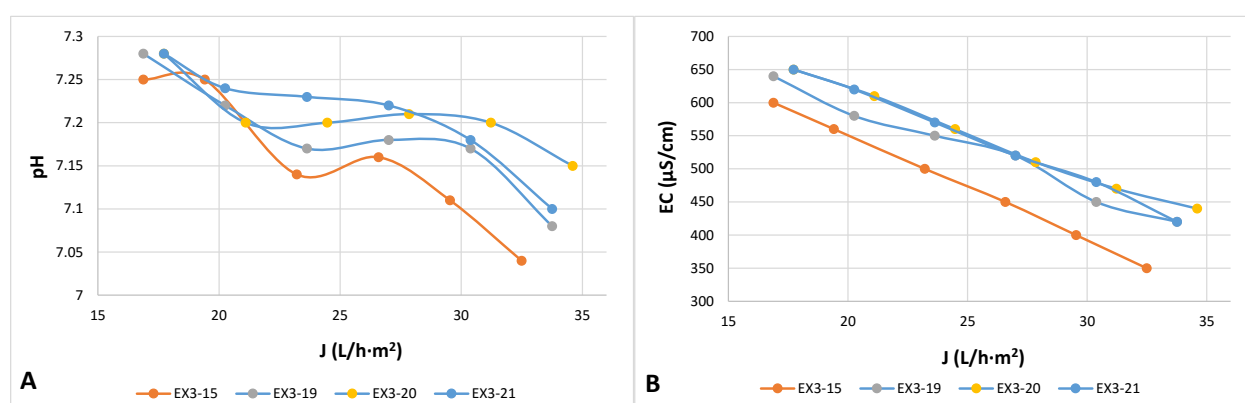 7.3
7.25
7.2
7.15
7.1
7.05
7
pH
15 20 25 30 35
J (L/h·m²)
A
EX3-15 EX3-19 EX3-20 EX3-21
700
650
600
550
500
450
400
350
300
EC (µS/cm)
15 20 25 30 35
J (L/h·m²)
B
EX3-15 EX3-19 EX3-20 EX3-21